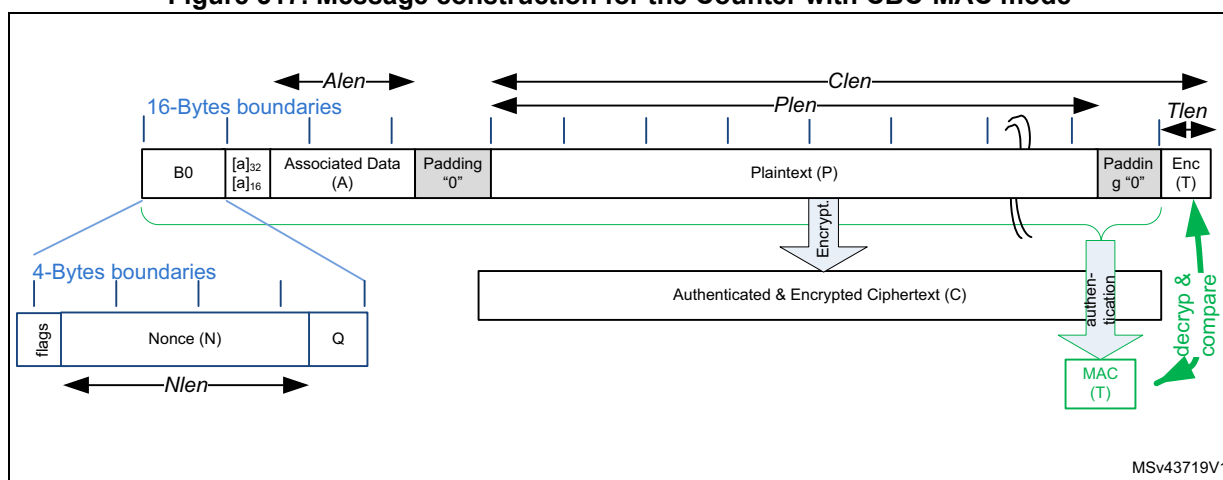 Figure Message construction for the Counter with CBC-MAC mode
Alen
Clen
16-Bytes boundaries
Plen
Tlen
B0
[a]32
[a]16
Associated Data
(A)
Padding
"0"
Plaintext (P)
Paddin
g "0"
Enc
(T)
Encrypt.
4-Bytes boundaries
Authenticated & Encrypted Ciphertext (C)
authen-
tication
decryp &
compare
flags
Nonce (N)
Q
Nlen
MAC
(T)
MSv43719V1